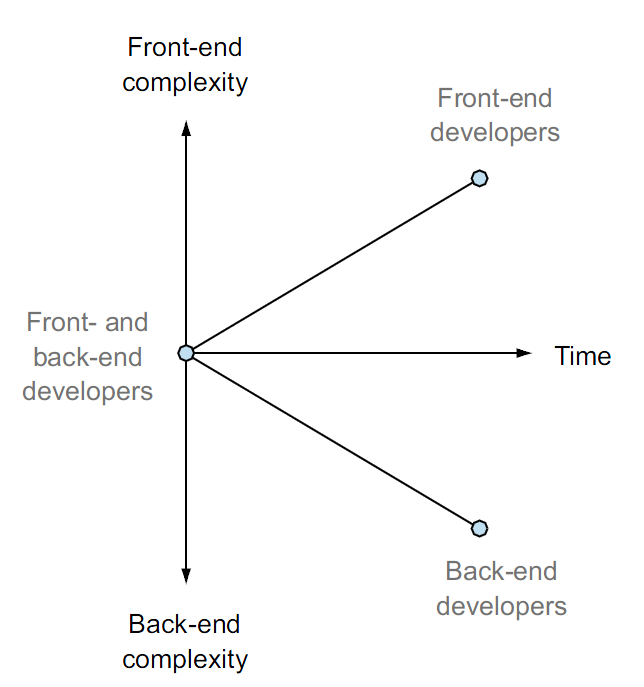 Front-end
complexity
Front-end
developers
Front- and
back-end
developers
Time
Back-end
developers
Back-end
complexity